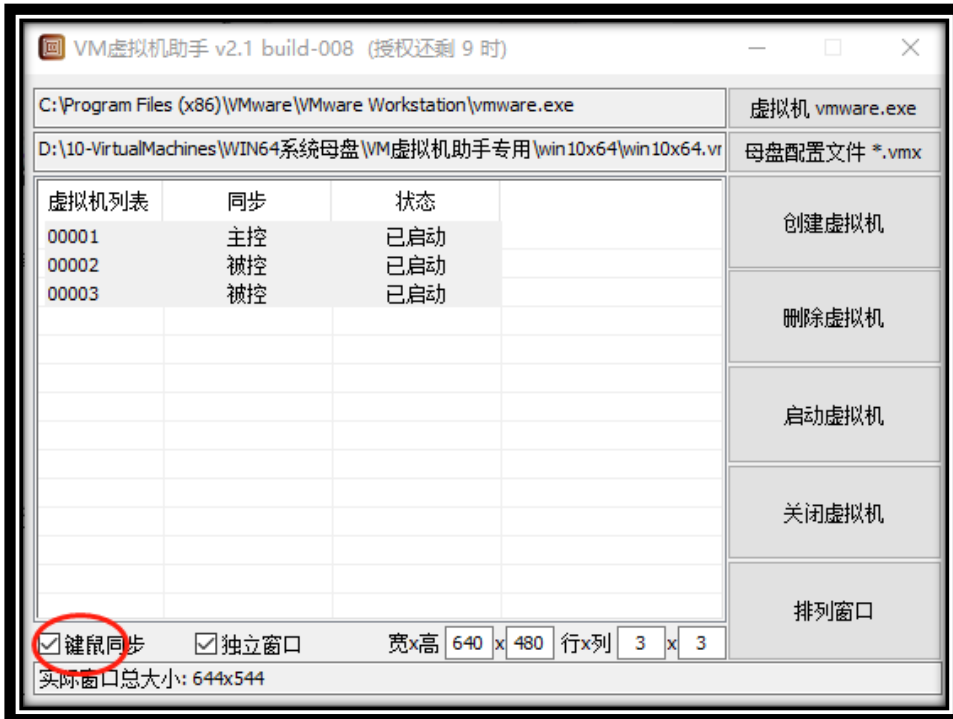 VM虚拟机助手 v2.1 build-008 (授权还剩 9 时)
C:\Program Files (x86)\VMware\VMware Workstation\vmware.exe 虚拟机 vmware.exe
D:\10-VirtualMachines\WIN64系统母盘\VM虚拟机助手专用\win10x64\win10x64.vr 母盘配置文件 *.vmx
虚拟机列表 同步 状态
00001 主控 已启动
00002 被控 已启动
00003 被控 已启动
创建虚拟机
删除虚拟机
启动虚拟机
关闭虚拟机
排列窗口
键鼠同步 独立窗口 宽x高 640 x 480 行x列 3 x 3
实际窗口总大小: 644x544